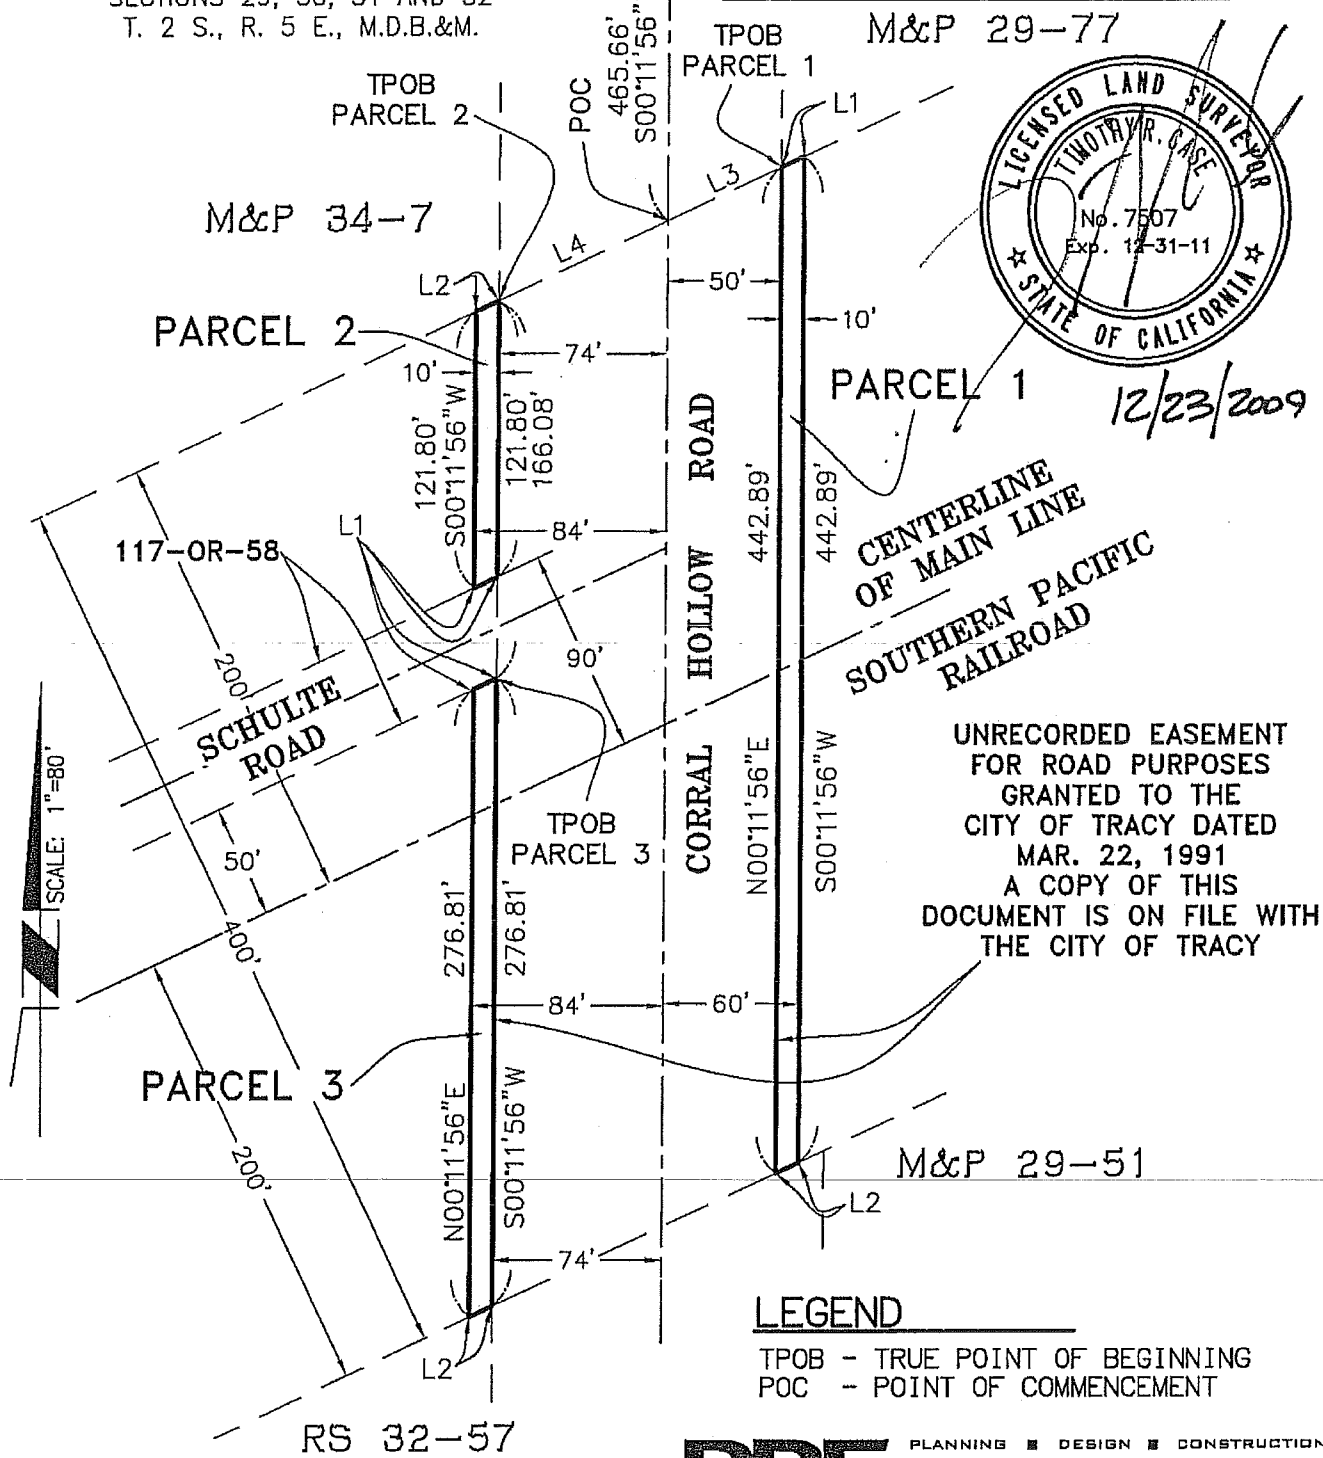 T. 2 S., R. 5 E., M.D.B.&M.
M&P 29-77
465.66'
S00°11'56"
POC
TPOB
PARCEL 1
TPOB
PARCEL 2
L1
L3
L4
M&P 34-7
L2
LICENSED LAND SURVEYOR
TIMOTHY R. GASE
No. 7507
Exp. 12-31-11
STATE OF CALIFORNIA
12/23/2009
50'
10'
PARCEL 2
74'
10'
PARCEL 1
121.80'
S00°11'56"W
121.80'
166.08'
84'
442.89'
442.89'
CENTERLINE
OF MAIN LINE
SOUTHERN PACIFIC
RAILROAD
117-OR-58
L1
200'
90'
SCHULTE
ROAD
CORRAL HOLLOW ROAD
N00°11'56"E
S00°11'56"W
UNRECORDED EASEMENT
FOR ROAD PURPOSES
GRANTED TO THE
CITY OF TRACY DATED
MAR. 22, 1991
A COPY OF THIS
DOCUMENT IS ON FILE WITH
THE CITY OF TRACY
SCALE: 1"=80'
TPOB
PARCEL 3
50'
276.81'
276.81'
400'
84'
60'
PARCEL 3
N00°11'56"E
S00°11'56"W
200'
M&P 29-51
L2
74'
L2
RS 32-57
LEGEND
TPOB - TRUE POINT OF BEGINNING
POC - POINT OF COMMENCEMENT
PLANNING ■ DESIGN ■ CONSTRUCTION